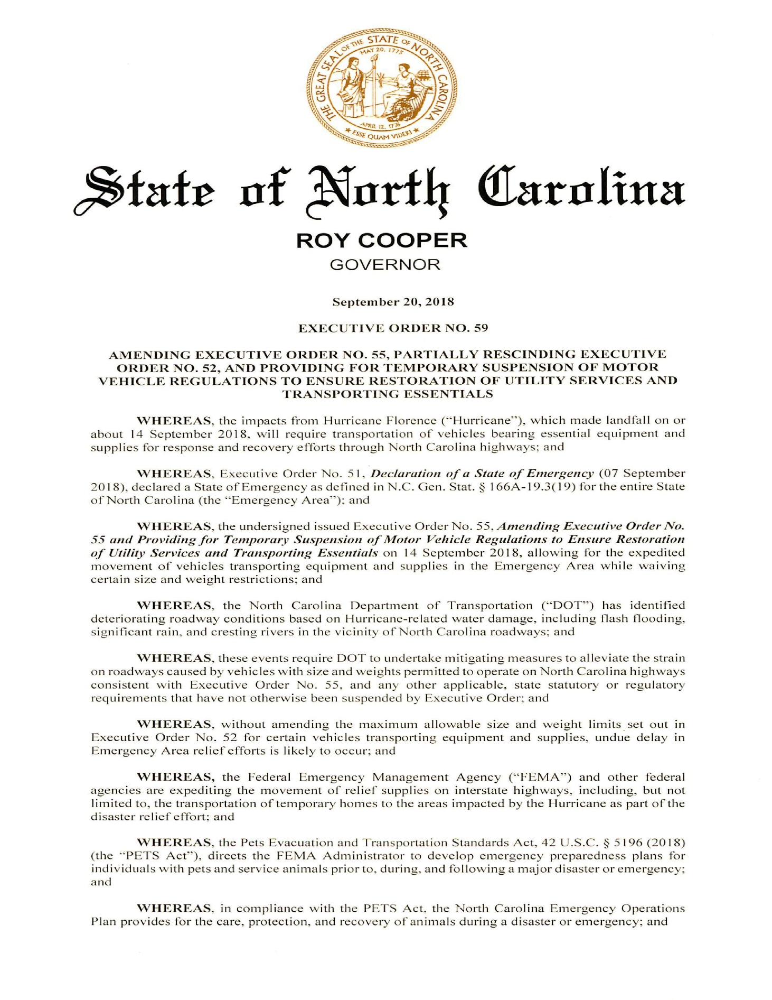 THE GREAT SEAL OF THE STATE OF NORTH CAROLINA
MAY 20, 1775
APRIL 12, 1776
★ ESSE QUAM VIDERI ★
State of North Carolina
ROY COOPER
GOVERNOR
September 20, 2018
EXECUTIVE ORDER NO. 59
AMENDING EXECUTIVE ORDER NO. 55, PARTIALLY RESCINDING EXECUTIVE
ORDER NO. 52, AND PROVIDING FOR TEMPORARY SUSPENSION OF MOTOR
VEHICLE REGULATIONS TO ENSURE RESTORATION OF UTILITY SERVICES AND
TRANSPORTING ESSENTIALS
WHEREAS, the impacts from Hurricane Florence (“Hurricane”), which made landfall on or
about 14 September 2018, will require transportation of vehicles bearing essential equipment and
supplies for response and recovery efforts through North Carolina highways; and
WHEREAS, Executive Order No. 51, Declaration of a State of Emergency (07 September
2018), declared a State of Emergency as defined in N.C. Gen. Stat. § 166A-19.3(19) for the entire State
of North Carolina (the “Emergency Area”); and
WHEREAS, the undersigned issued Executive Order No. 55, Amending Executive Order No.
55 and Providing for Temporary Suspension of Motor Vehicle Regulations to Ensure Restoration
of Utility Services and Transporting Essentials on 14 September 2018, allowing for the expedited
movement of vehicles transporting equipment and supplies in the Emergency Area while waiving
certain size and weight restrictions; and
WHEREAS, the North Carolina Department of Transportation (“DOT”) has identified
deteriorating roadway conditions based on Hurricane-related water damage, including flash flooding,
significant rain, and cresting rivers in the vicinity of North Carolina roadways; and
WHEREAS, these events require DOT to undertake mitigating measures to alleviate the strain
on roadways caused by vehicles with size and weights permitted to operate on North Carolina highways
consistent with Executive Order No. 55, and any other applicable, state statutory or regulatory
requirements that have not otherwise been suspended by Executive Order; and
WHEREAS, without amending the maximum allowable size and weight limits set out in
Executive Order No. 52 for certain vehicles transporting equipment and supplies, undue delay in
Emergency Area relief efforts is likely to occur; and
WHEREAS, the Federal Emergency Management Agency (“FEMA”) and other federal
agencies are expediting the movement of relief supplies on interstate highways, including, but not
limited to, the transportation of temporary homes to the areas impacted by the Hurricane as part of the
disaster relief effort; and
WHEREAS, the Pets Evacuation and Transportation Standards Act, 42 U.S.C. § 5196 (2018)
(the “PETS Act”), directs the FEMA Administrator to develop emergency preparedness plans for
individuals with pets and service animals prior to, during, and following a major disaster or emergency;
and
WHEREAS, in compliance with the PETS Act, the North Carolina Emergency Operations
Plan provides for the care, protection, and recovery of animals during a disaster or emergency; and